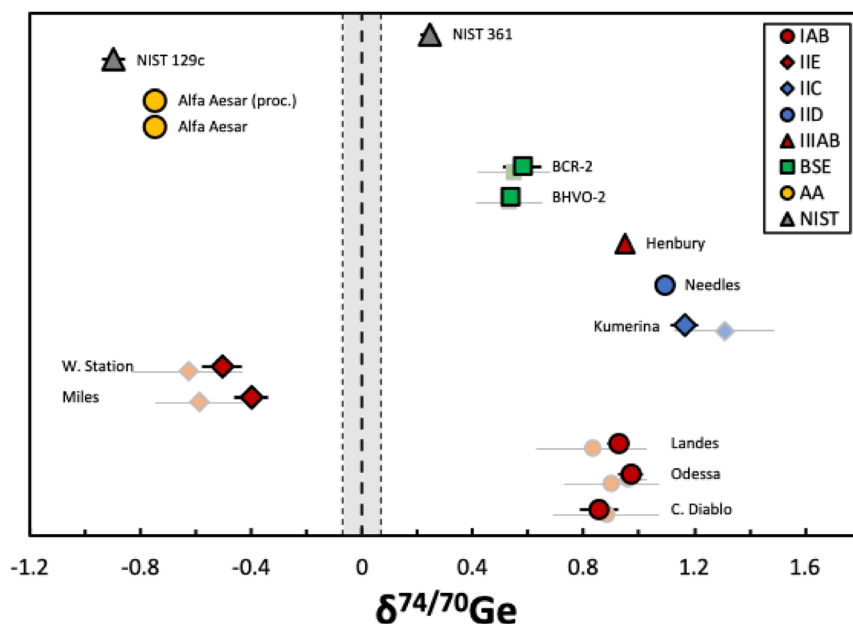 NIST 361
NIST 129c
Alfa Aesar (proc.)
Alfa Aesar
BCR-2
BHVO-2
Henbury
Needles
Kumerina
W. Station
Miles
Landes
Odessa
C. Diablo
IAB
IIE
IIC
IID
IIIAB
BSE
AA
NIST
-1.2 -0.8 -0.4 0 0.4 0.8 1.2 1.6
δ74/70Ge